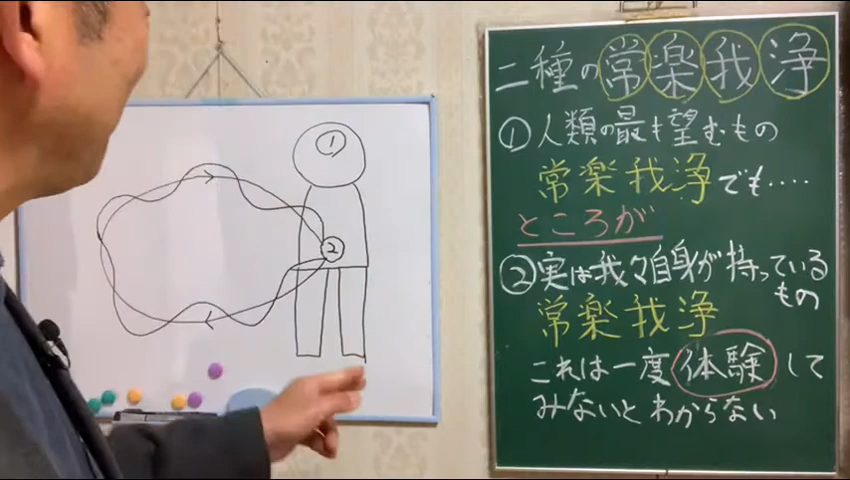 ①
②
二種の常楽我浄
①人類の最も望むもの
常楽我浄でも....
ところが
②実は我々自身が持っている
もの
常楽我浄
これは一度体験して
みないとわからない